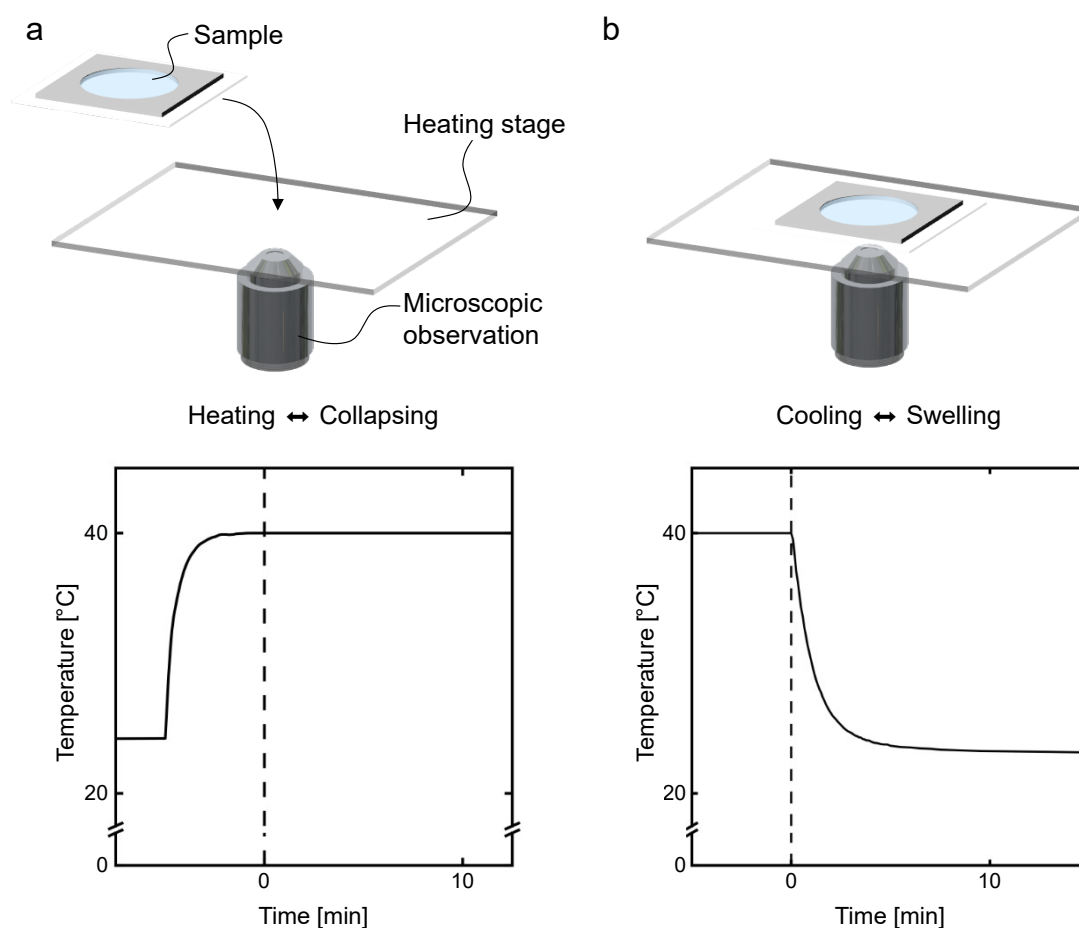 a
Sample
Heating stage
Microscopic
observation
Heating ↔ Collapsing
40
20
0
Temperature [°C]
0
10
Time [min]
b
Cooling ↔ Swelling
40
20
0
Temperature [°C]
0
10
Time [min]